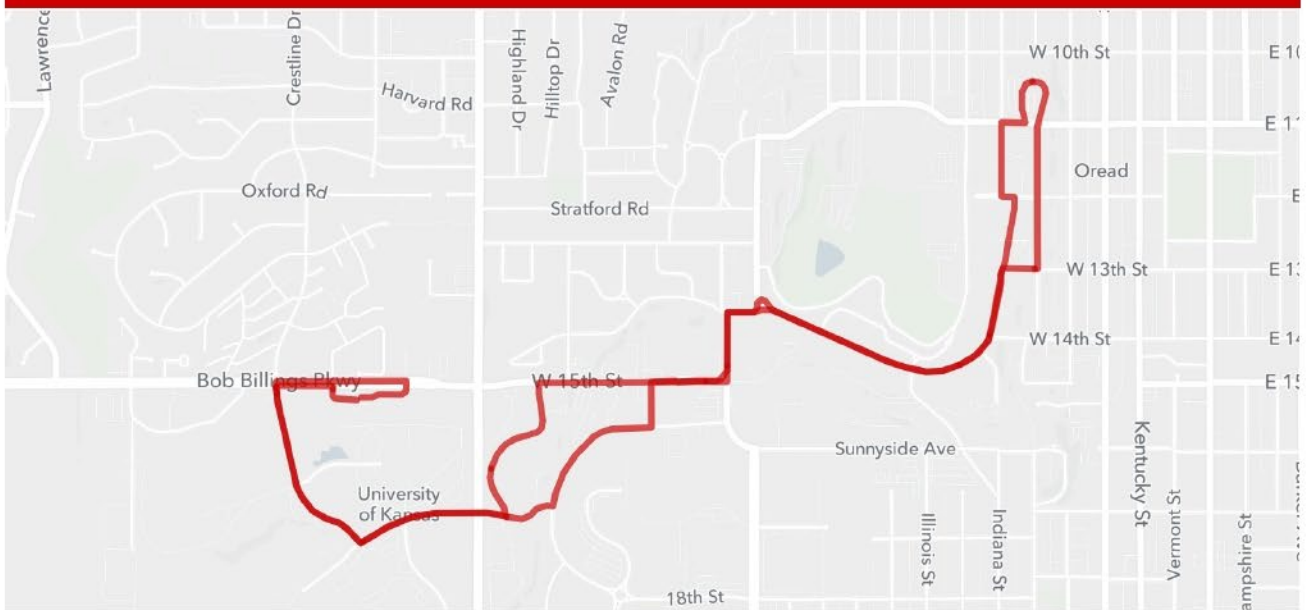 Lawrence
Crestline Dr
Harvard Rd
Highland Dr
Hilltop Dr
Avalon Rd
W 10th St
E 10
E 11
Oread
Oxford Rd
Stratford Rd
E
W 13th St
E 13
W 14th St
E 14
Bob Billings Pkwy
W 15th St
E 15
Kentucky St
Sunnyside Ave
University
of Kansas
Illinois St
Indiana St
Vermont St
ampshire St
18th St